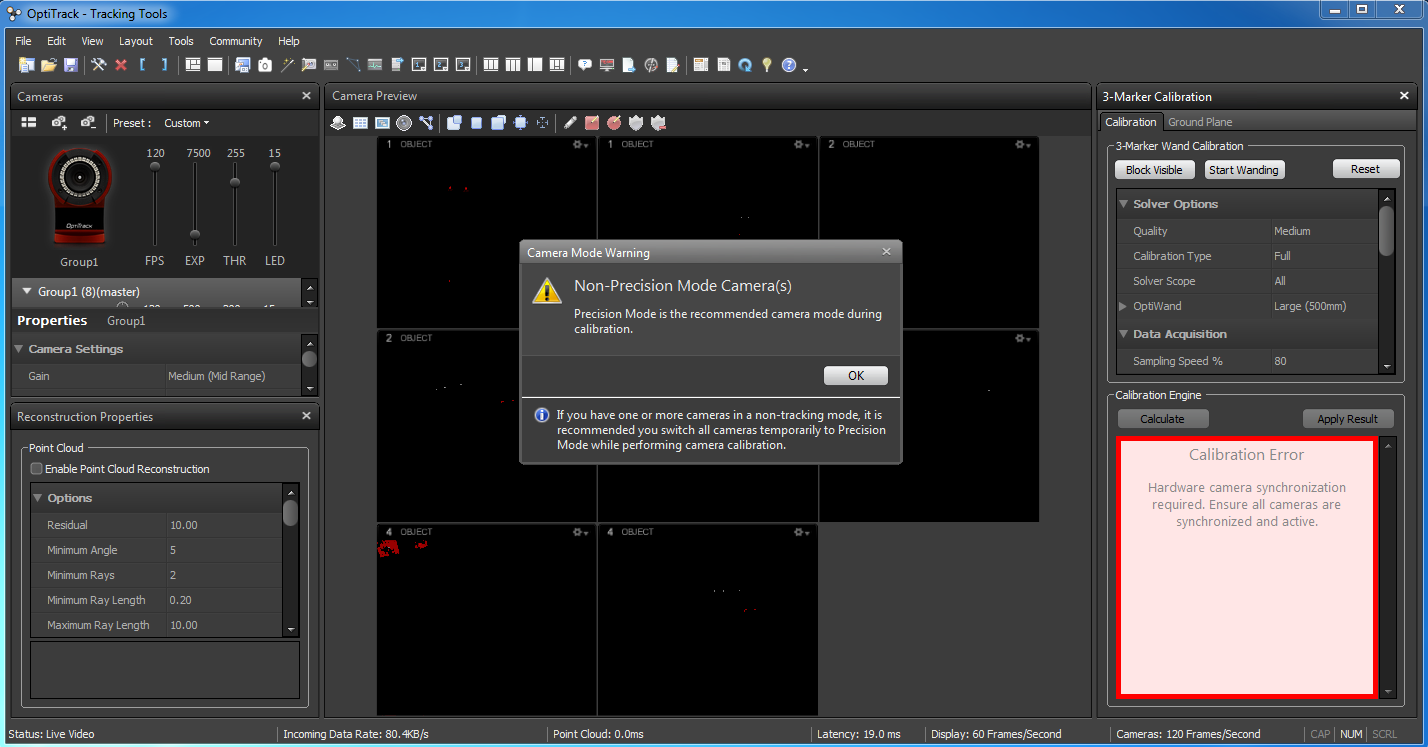 OptiTrack - Tracking Tools
File Edit View Layout Tools Community Help
Cameras
Preset : Custom
120 7500 255 15
OptiTrack
Group1
FPS EXP THR LED
Group1 (8)(master)
Properties Group1
Camera Settings
Gain Medium (Mid Range)
Reconstruction Properties
Point Cloud
Enable Point Cloud Reconstruction
Options
Residual 10.00
Minimum Angle 5
Minimum Rays 2
Minimum Ray Length 0.20
Maximum Ray Length 10.00
Camera Preview
1 OBJECT
1 OBJECT
2 OBJECT
2 OBJECT
4 OBJECT
4 OBJECT
Camera Mode Warning
Non-Precision Mode Camera(s)
Precision Mode is the recommended camera mode during
calibration.
OK
If you have one or more cameras in a non-tracking mode, it is
recommended you switch all cameras temporarily to Precision
Mode while performing camera calibration.
3-Marker Calibration
Calibration Ground Plane
3-Marker Wand Calibration
Block Visible Start Wanding Reset
Solver Options
Quality Medium
Calibration Type Full
Solver Scope All
OptiWand Large (500mm)
Data Acquisition
Sampling Speed % 80
Calibration Engine
Calculate Apply Result
Calibration Error
Hardware camera synchronization
required. Ensure all cameras are
synchronized and active.
Status: Live Video Incoming Data Rate: 80.4KB/s Point Cloud: 0.0ms Latency: 19.0 ms Display: 60 Frames/Second Cameras: 120 Frames/Second CAP NUM SCRL